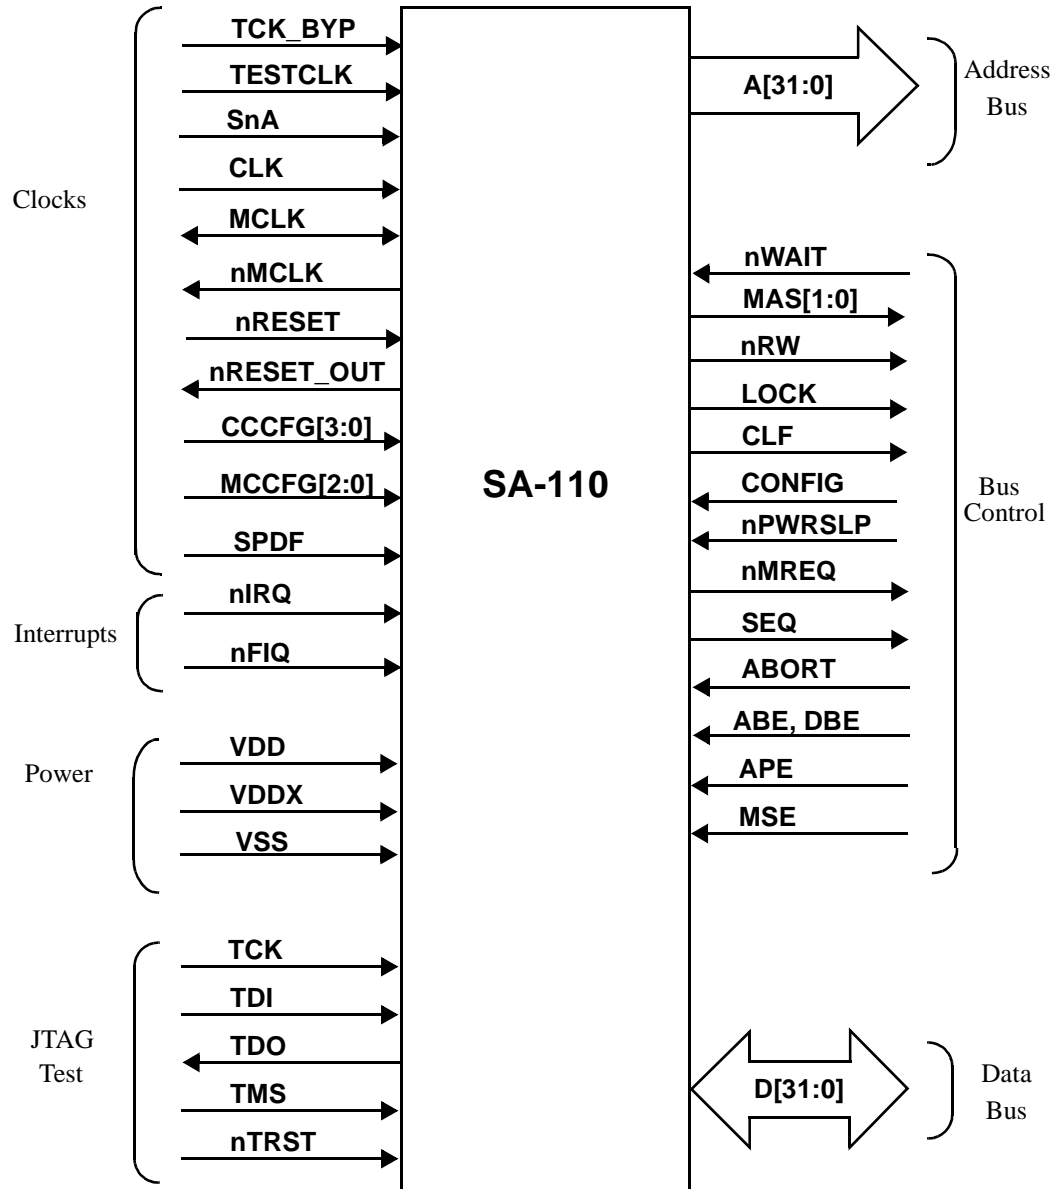 TCK_BYP
TESTCLK
SnA
CLK
Clocks
MCLK
nMCLK
nRESET
nRESET_OUT
CCCFG[3:0]
MCCFG[2:0]
SPDF
nIRQ
Interrupts
nFIQ
VDD
Power
VDDX
VSS
TCK
TDI
JTAG
Test
TDO
TMS
nTRST
SA-110
A[31:0]
Address
Bus
nWAIT
MAS[1:0]
nRW
LOCK
CLF
CONFIG
Bus
Control
nPWRSLP
nMREQ
SEQ
ABORT
ABE, DBE
APE
MSE
D[31:0]
Data
Bus